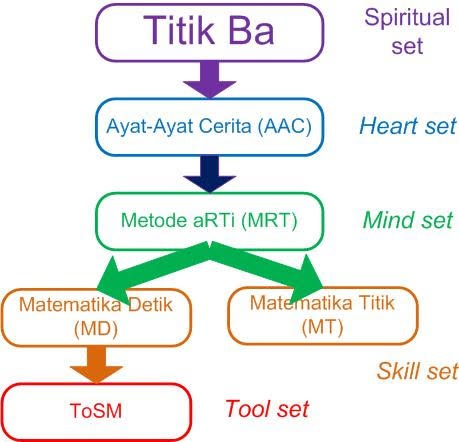 Titik Ba
Spiritual
set
Ayat-Ayat Cerita (AAC)
Heart set
Metode aRTi (MRT)
Mind set
Matematika Detik
(MD)
Matematika Titik
(MT)
Skill set
ToSM
Tool set